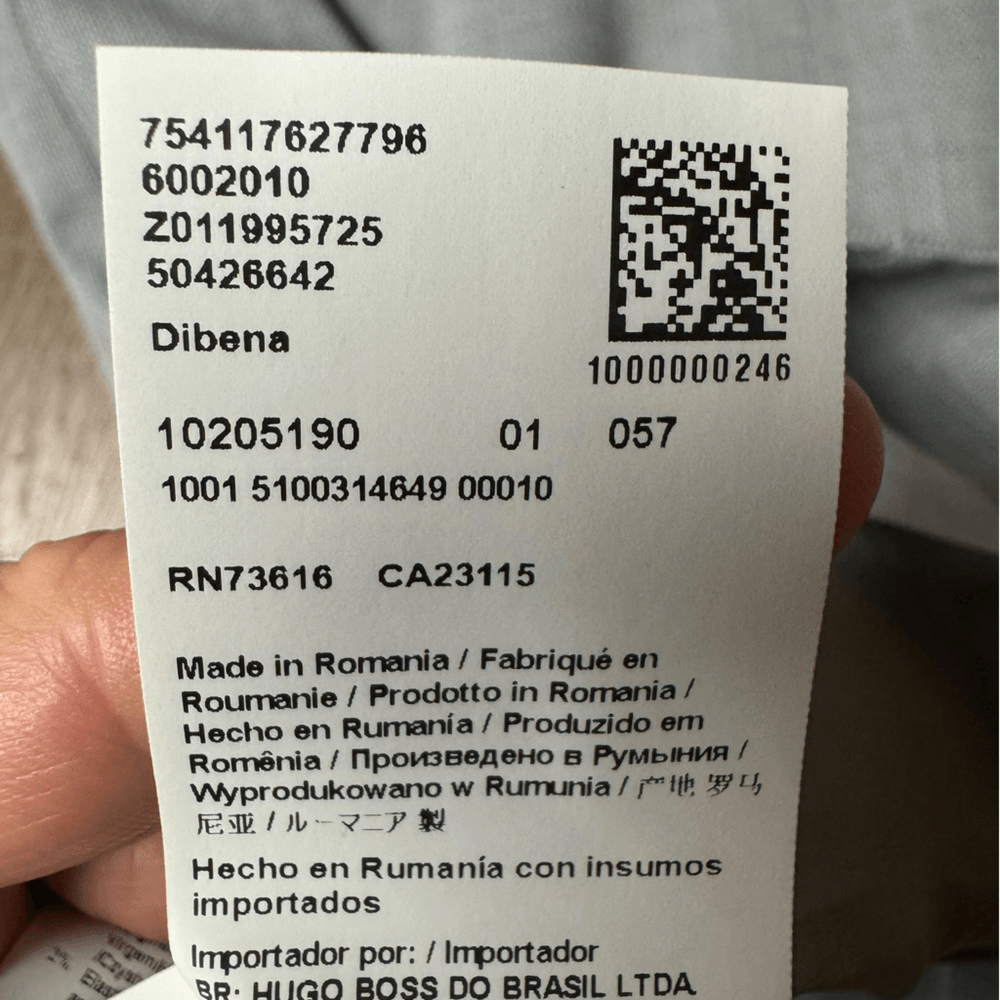 754117627796
6002010
Z011995725
50426642
Dibena
1000000246
10205190 01 057
1001 5100314649 00010
RN73616 CA23115
Made in Romania / Fabriqué en
Roumanie / Prodotto in Romania /
Hecho en Rumanía / Produzido em
Romênia / Произведено в Румыния /
Wyprodukowano w Rumunia / 产地 罗马
尼亚 / ルーマニア 製
Hecho en Rumanía con insumos
importados
Importador por: / Importador
BR: HUGO BOSS DO BRASIL LTDA